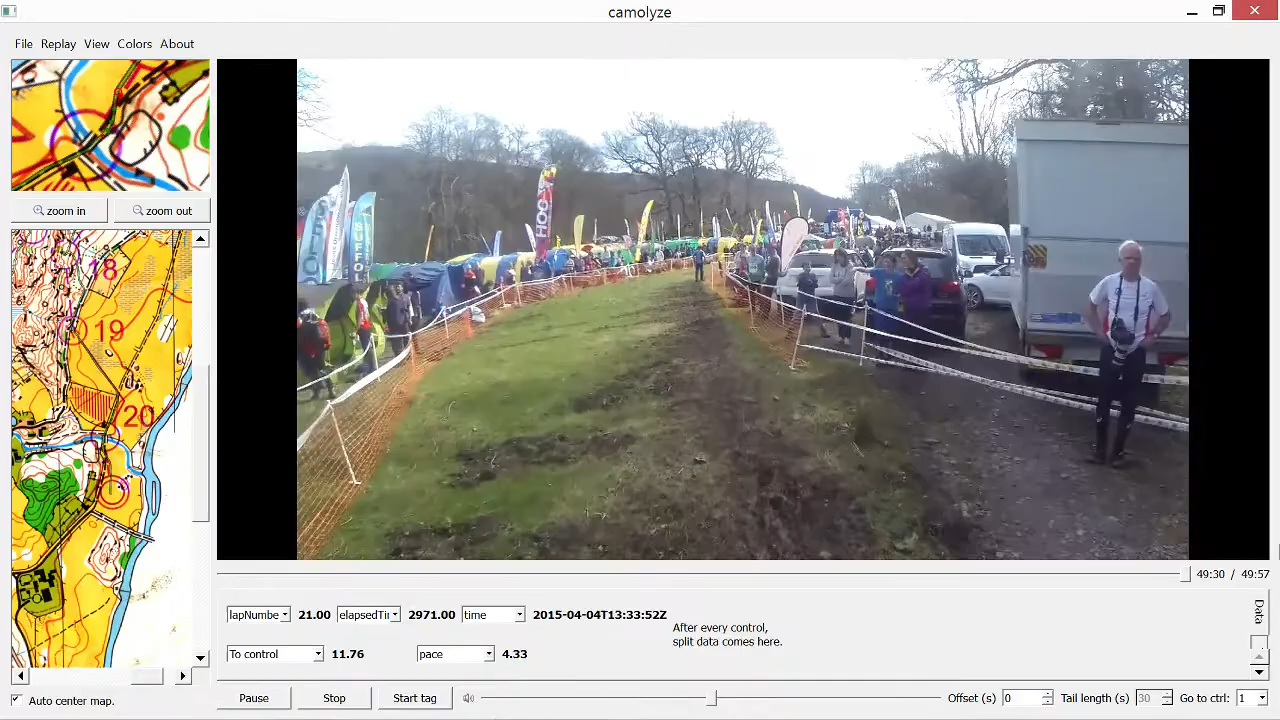 camolyze
File Replay View Colors About
zoom in zoom out
18
19
20
HOC
SUFFOL
49:30 / 49:57
lapNumbe 21.00 elapsedTi 2971.00 time 2015-04-04T13:33:52Z
After every control,
split data comes here.
To control 11.76 pace 4.33
Data
Pause Stop Start tag Offset (s) 0 Tail length (s) 30 Go to ctrl: 1
Auto center map.